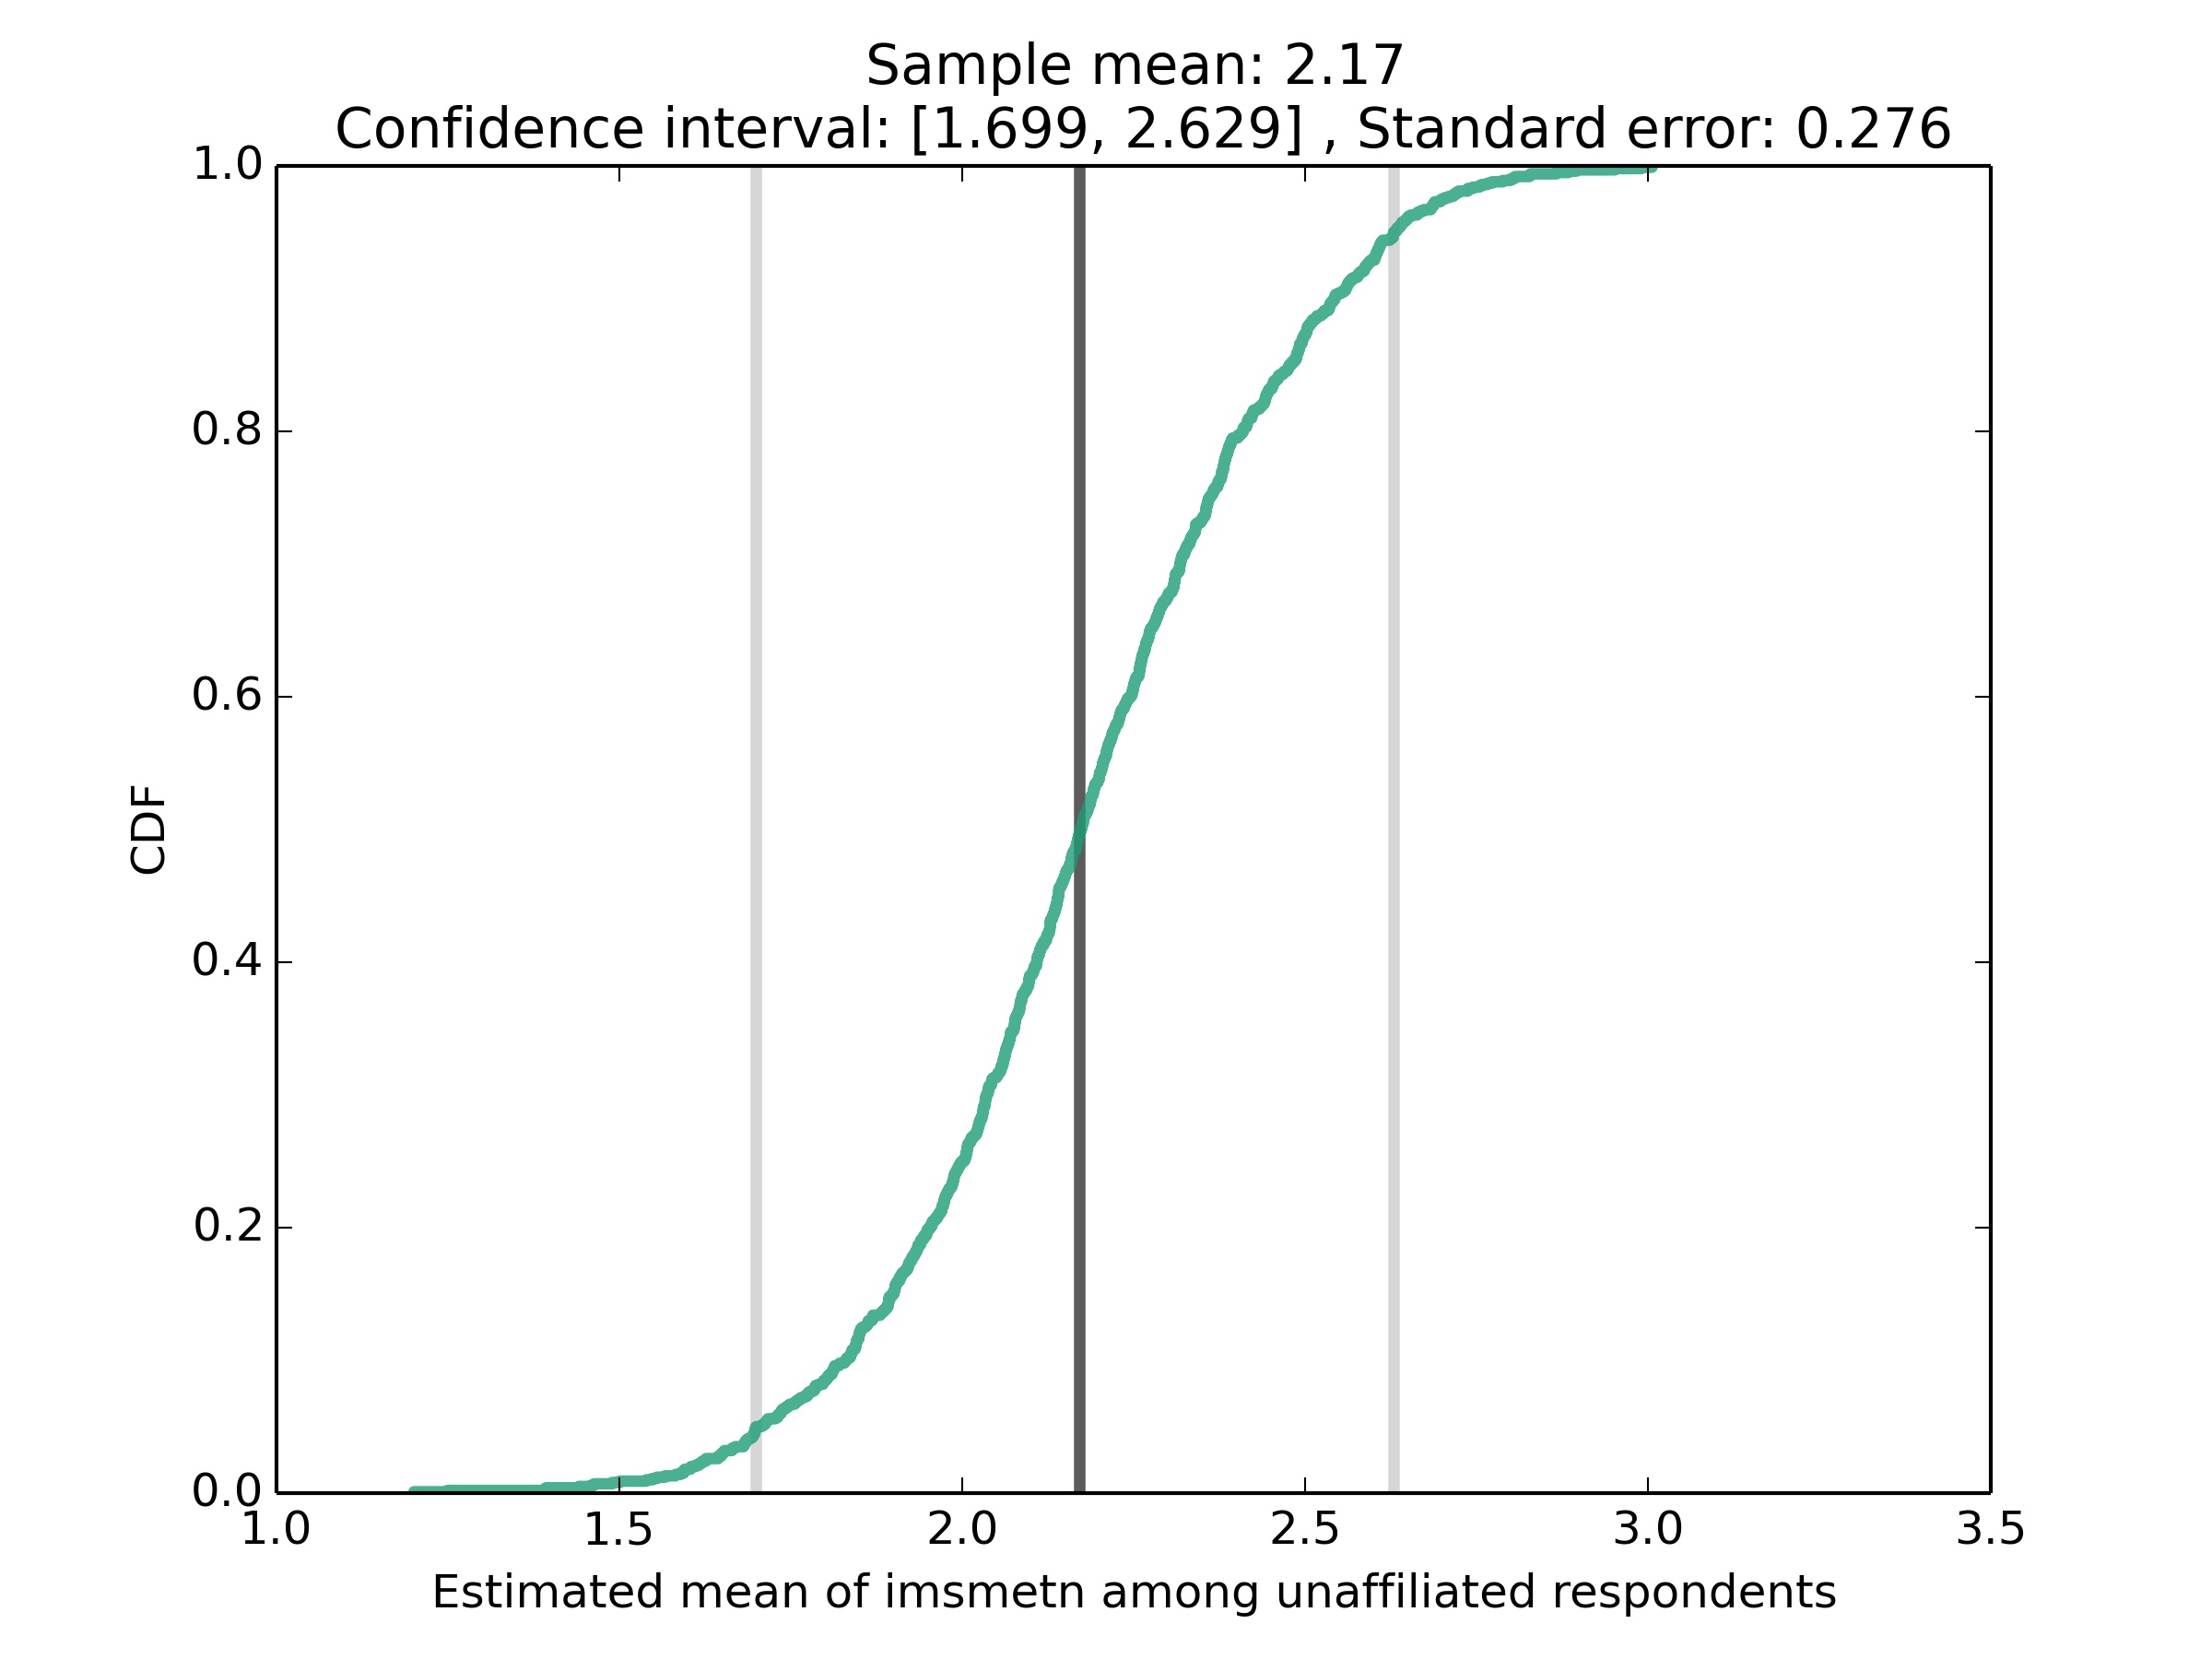 Sample mean: 2.17
Confidence interval: [1.699, 2.629] , Standard error: 0.276
1.0
0.8
0.6
0.4
0.2
0.0
CDF
1.0 1.5 2.0 2.5 3.0 3.5
Estimated mean of imsmetn among unaffiliated respondents